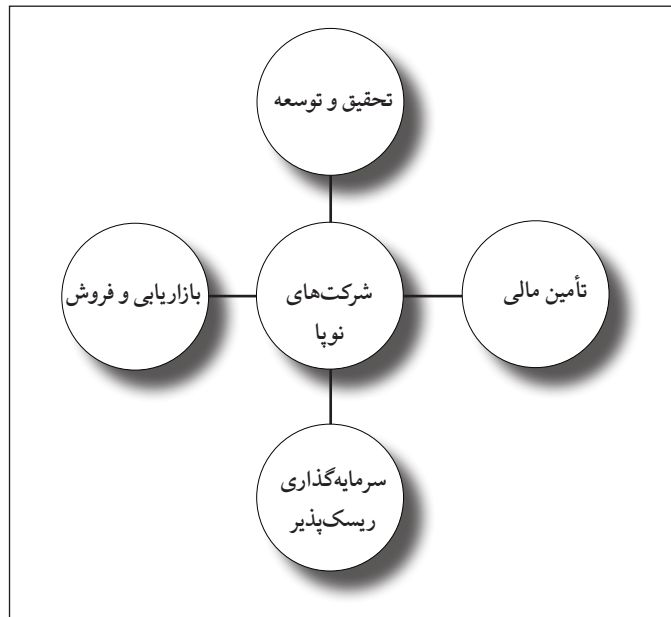 تحقیق و توسعه
تأمین مالی
شرکت‌های
نوپا
بازاریابی و فروش
سرمایه‌گذاری
ریسک‌پذیر